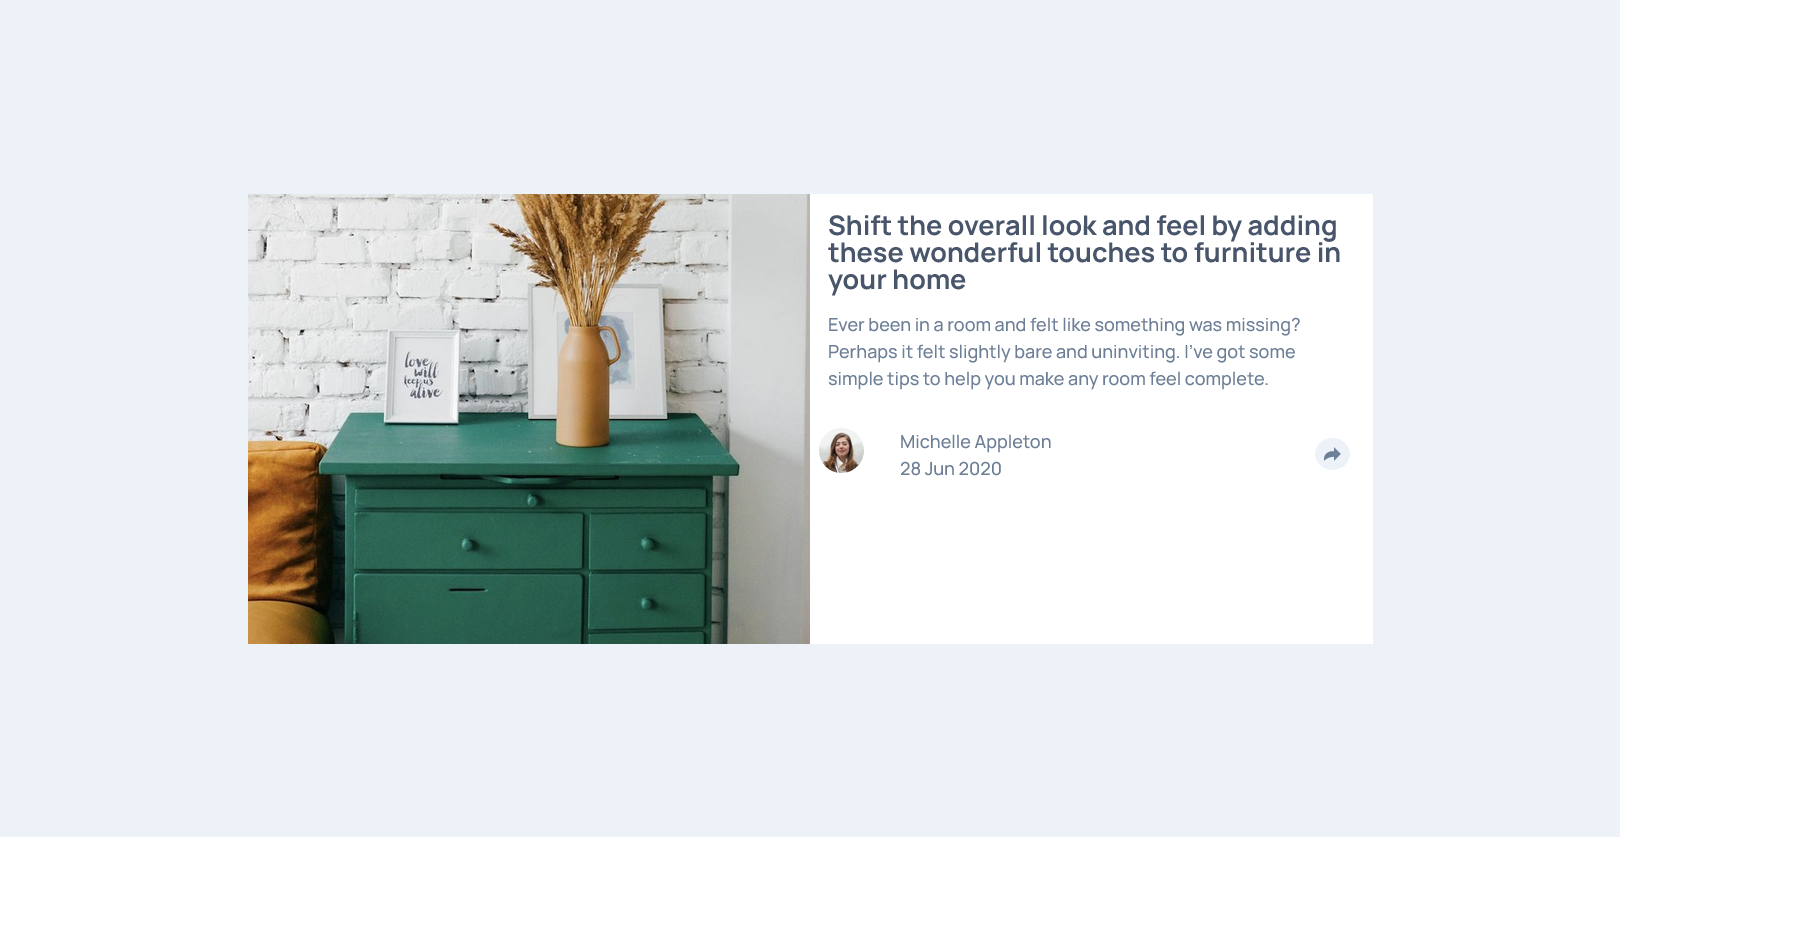 love
will
keep us
alive
Shift the overall look and feel by adding
these wonderful touches to furniture in
your home
Ever been in a room and felt like something was missing?
Perhaps it felt slightly bare and uninviting. I’ve got some
simple tips to help you make any room feel complete.
Michelle Appleton
28 Jun 2020